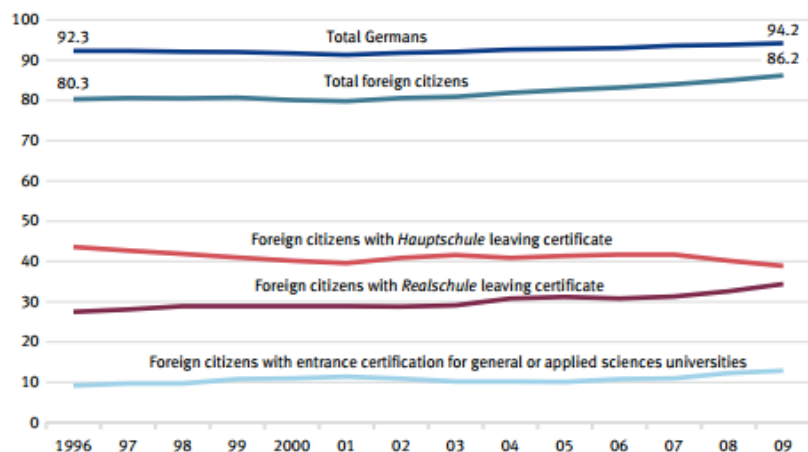 100
92.3
Total Germans
94.2
90
86.2
80.3
Total foreign citizens
80
70
60
50
Foreign citizens with Hauptschule leaving certificate
40
Foreign citizens with Realschule leaving certificate
30
20
Foreign citizens with entrance certification for general or applied sciences universities
10
0
1996 97 98 99 2000 01 02 03 04 05 06 07 08 09